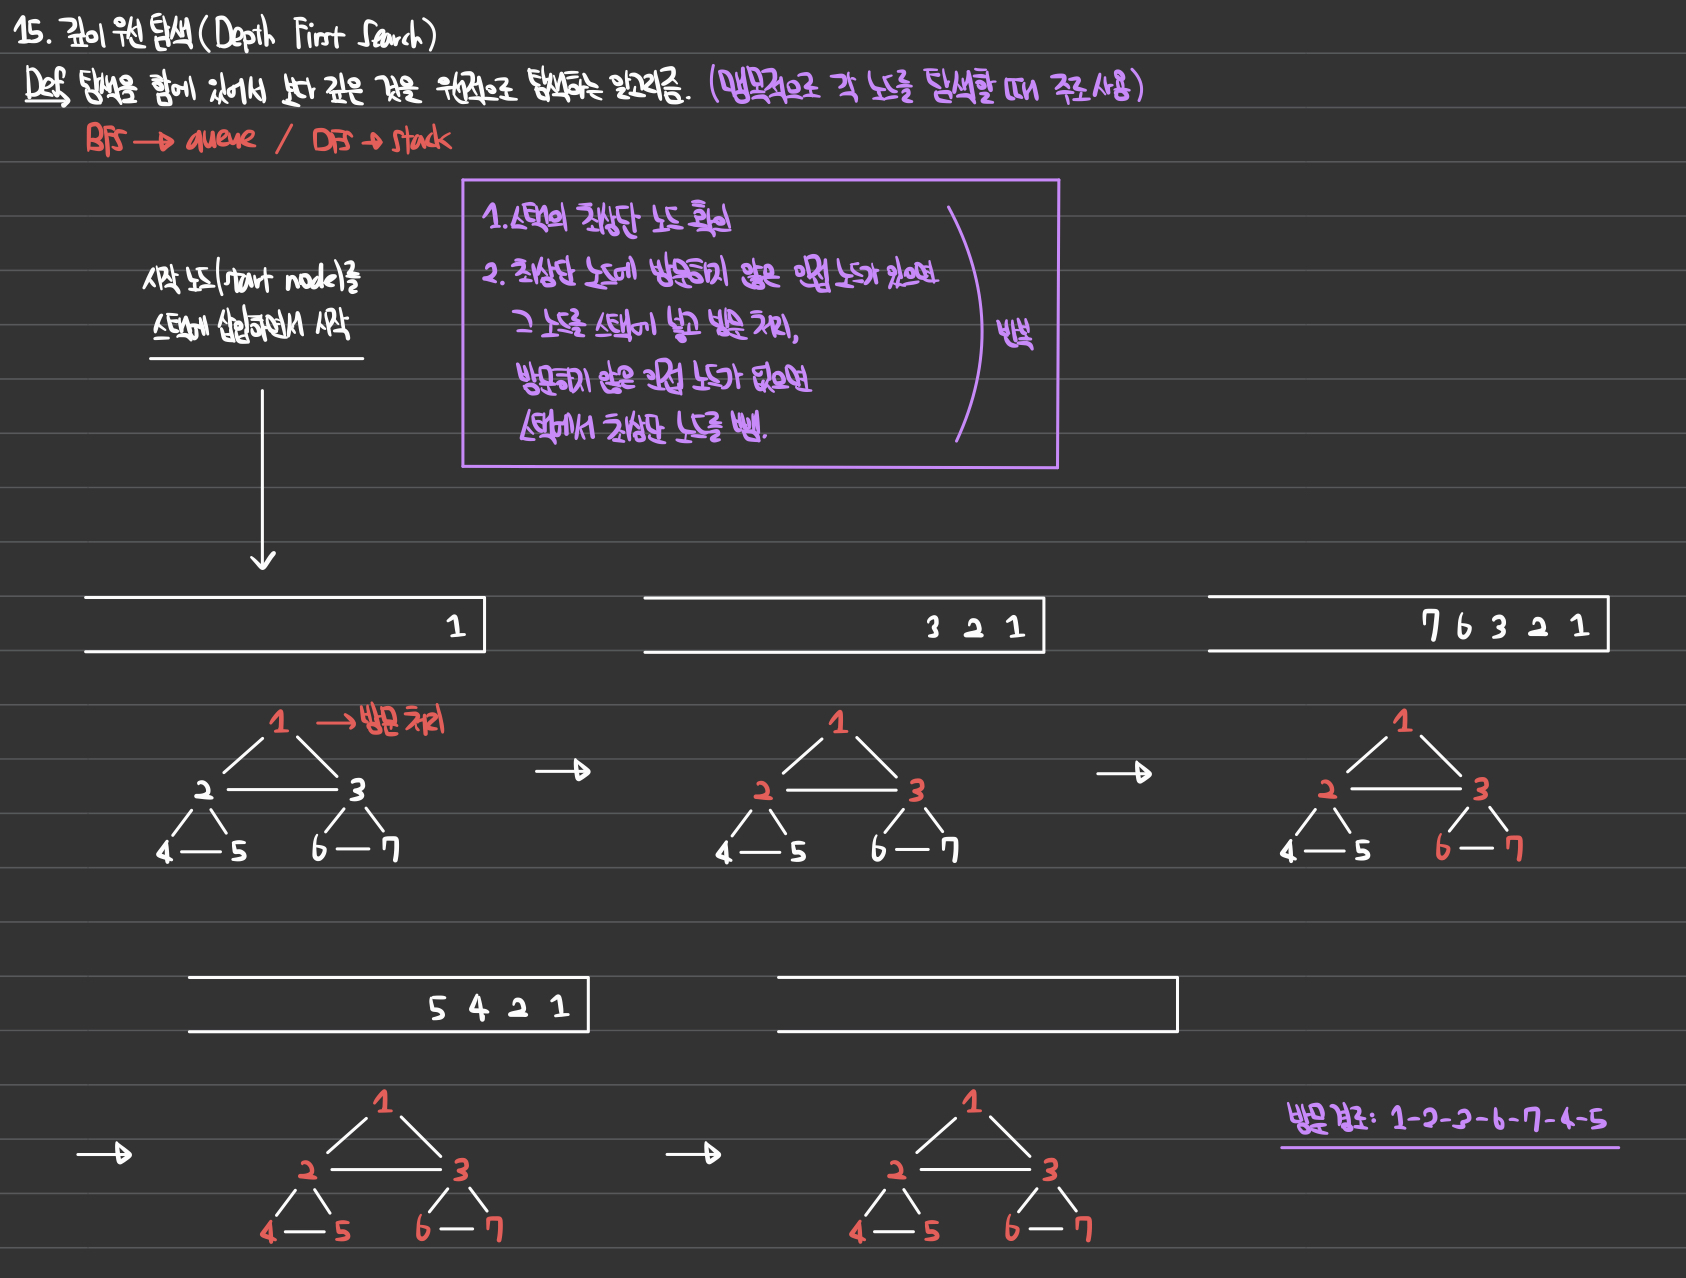 15. 깊이 우선 탐색 (Depth First Search)
Def 탐색을 함에 있어서 보다 깊은 것을 우선적으로 탐색하는 알고리즘. (맹목적으로 각 노드를 탐색할 때 주로 사용)
BFS → queue / DFS → stack
1. 스택의 최상단 노드 확인
2. 최상단 노드에 방문하지 않은 인접 노드가 있으면
그 노드를 스택에 넣고 방문 처리,
방문하지 않은 인접 노드가 없으면
스택에서 최상단 노드를 뺌.
반복
시작 노드(start node)를
스택에 삽입하면서 시작
1
3 2 1
7 6 3 2 1
1 → 방문 처리
2 3
4 5 6 7
→
1
2 3
4 5 6 7
→
1
2 3
4 5 6 7
5 4 2 1
→
1
2 3
4 5 6 7
→
1
2 3
4 5 6 7
방문 경로: 1-2-3-6-7-4-5